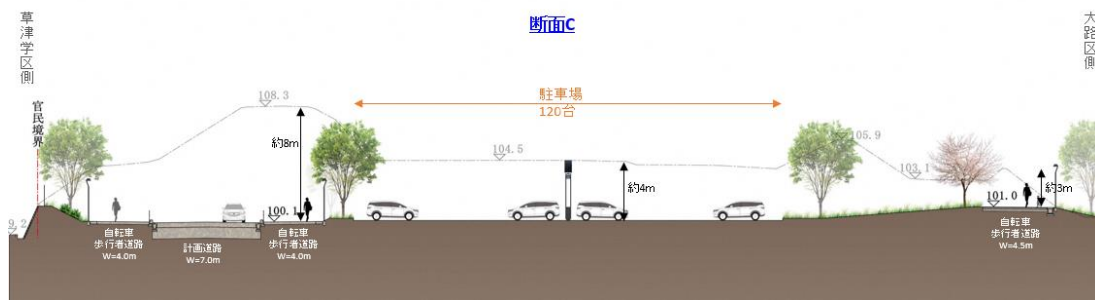 断面C
草津学区側
大路区側
官民境界
108.3
駐車場
120台
約8m
104.5
約4m
105.9
103.1
約3m
9.2
100.1
101.0
自転車
歩行者道路
W=4.0m
計画道路
W=7.0m
自転車
歩行者道路
W=4.0m
自転車
歩行者道路
W=4.5m